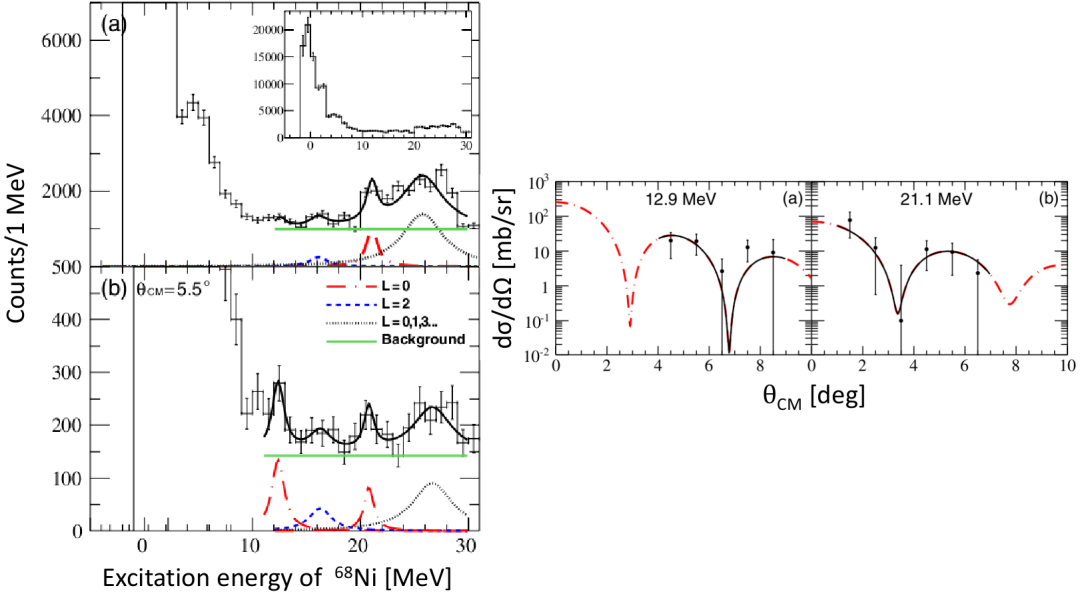 (a)
6000
4000
2000
500
20000
15000
10000
5000
0
0 10 20 30
Counts/1 MeV
(b) θCM=5.5°
400
300
200
100
0
L = 0
L = 2
L = 0,1,3...
Background
0 10 20 30
Excitation energy of ⁶⁸Ni [MeV]
12.9 MeV (a)
21.1 MeV (b)
10³
10²
10¹
1
10⁻¹
10⁻²
dσ/dΩ [mb/sr]
0 2 4 6 8 0 2 4 6 8 10
θCM [deg]